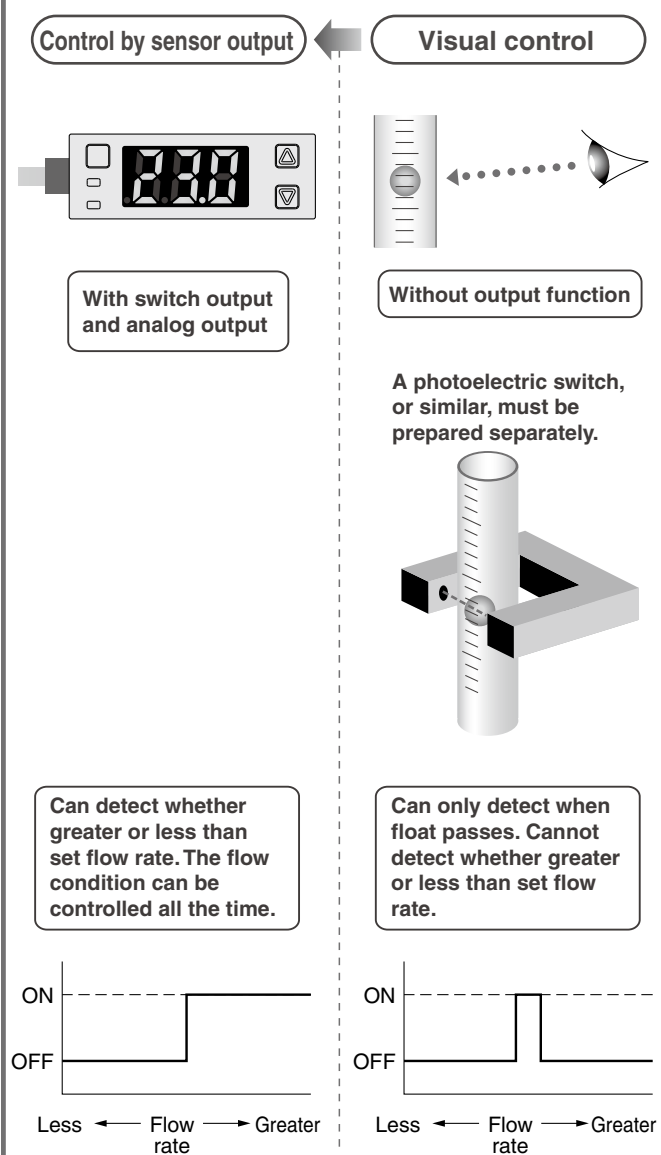 Control by sensor output
Visual control
23.0
With switch output
and analog output
Without output function
A photoelectric switch,
or similar, must be
prepared separately.
Can detect whether
greater or less than
set flow rate. The flow
condition can be
controlled all the time.
Can only detect when
float passes. Cannot
detect whether greater
or less than set flow
rate.
ON
OFF
Less
Flow
rate
Greater
ON
OFF
Less
Flow
rate
Greater